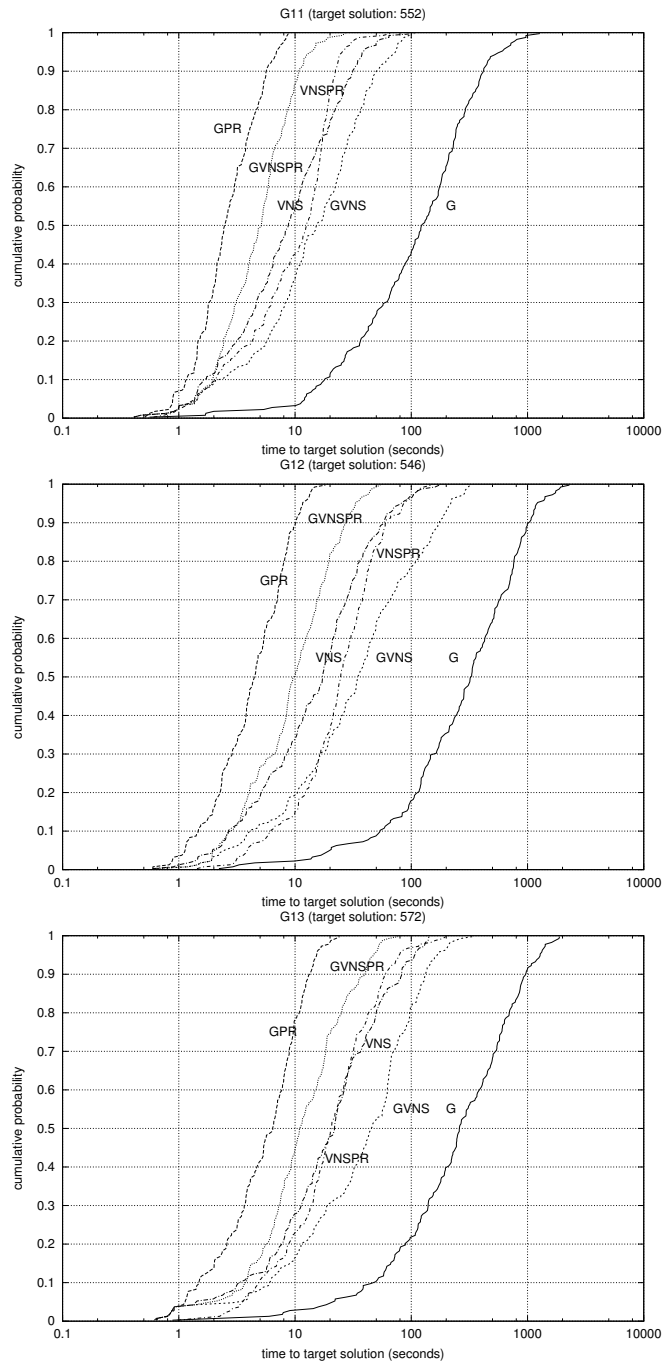 G11 (target solution: 552)
1
0.9
VNSPR
0.8
GPR
0.7
GVNSPR
0.6
VNS GVNS G
0.5
0.4
0.3
0.2
0.1
0
cumulative probability
0.1 1 10 100 1000 10000
time to target solution (seconds)
G12 (target solution: 546)
1
GVNSPR
0.9
VNSPR
0.8
GPR
0.7
0.6
VNS GVNS G
0.5
0.4
0.3
0.2
0.1
0
cumulative probability
0.1 1 10 100 1000 10000
time to target solution (seconds)
G13 (target solution: 572)
1
GVNSPR
0.9
0.8
GPR
VNS
0.7
0.6
GVNS G
0.5
VNSPR
0.4
0.3
0.2
0.1
0
cumulative probability
0.1 1 10 100 1000 10000
time to target solution (seconds)